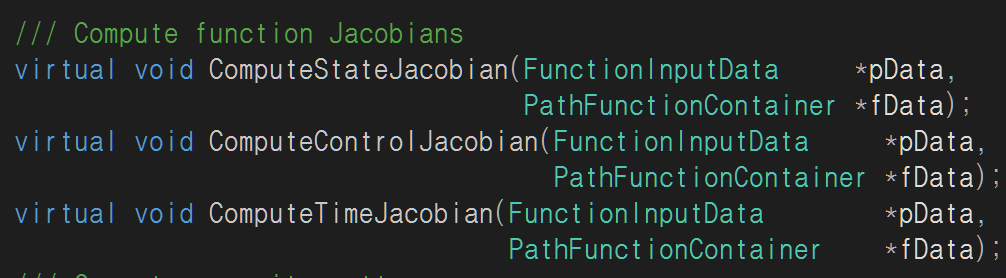 /// Compute function Jacobians
virtual void ComputeStateJacobian(FunctionInputData     *pData,
                                  PathFunctionContainer *fData);
virtual void ComputeControlJacobian(FunctionInputData     *pData,
                                    PathFunctionContainer *fData);
virtual void ComputeTimeJacobian(FunctionInputData        *pData,
                                 PathFunctionContainer    *fData);